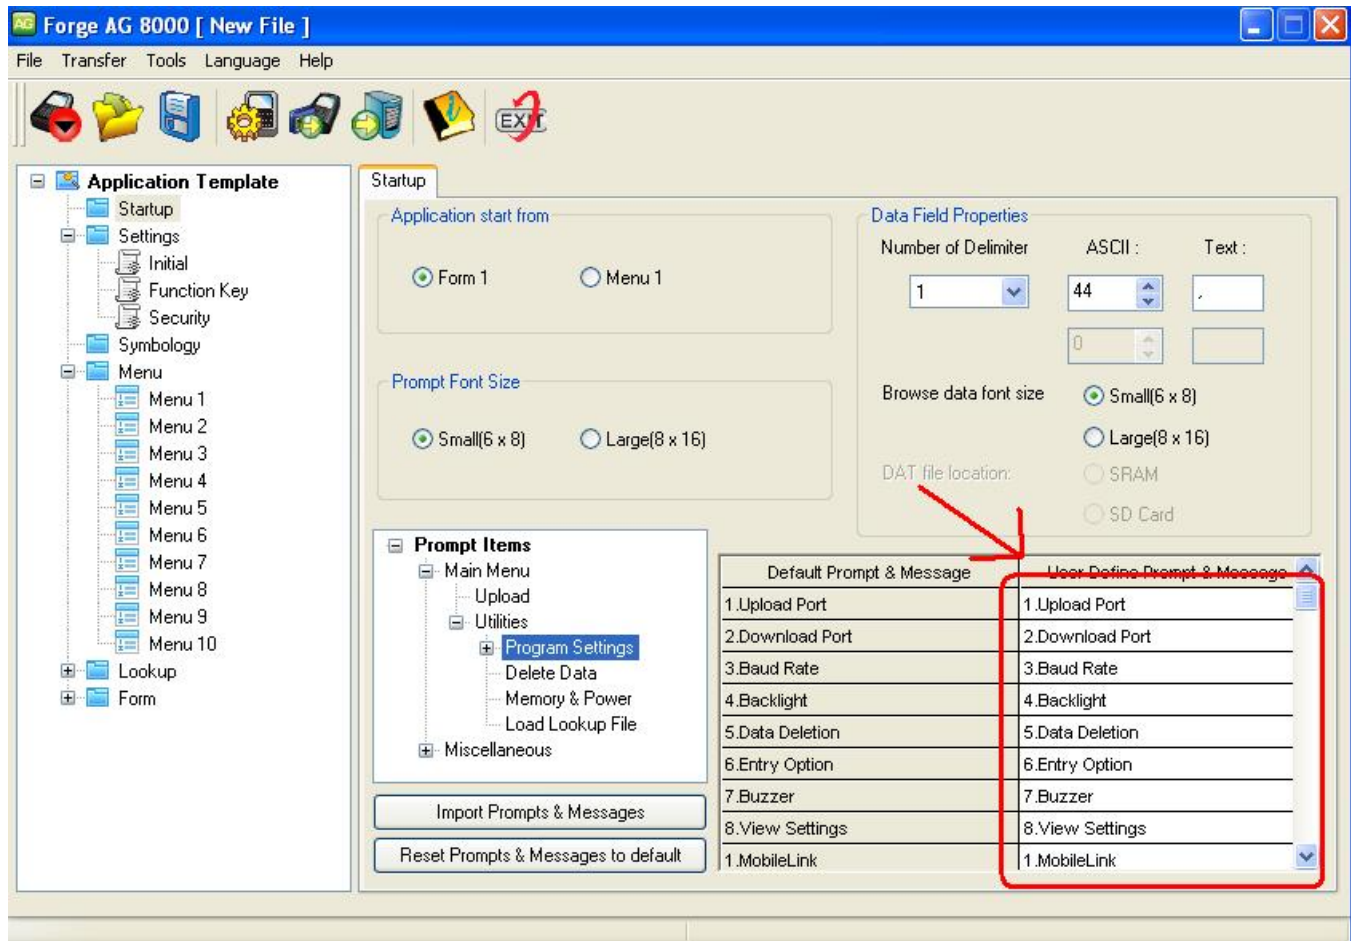 Forge AG 8000 [ New File ]
File Transfer Tools Language Help
EXIT
Application Template
Startup
Settings
Initial
Function Key
Security
Symbology
Menu
Menu 1
Menu 2
Menu 3
Menu 4
Menu 5
Menu 6
Menu 7
Menu 8
Menu 9
Menu 10
Lookup
Form
Startup
Application start from
Form 1 Menu 1
Prompt Font Size
Small(6 x 8) Large(8 x 16)
Data Field Properties
Number of Delimiter ASCII : Text :
1 44 ,
0
Browse data font size Small(6 x 8)
Large(8 x 16)
DAT file location: SRAM
SD Card
Prompt Items
Main Menu
Upload
Utilities
Program Settings
Delete Data
Memory & Power
Load Lookup File
Miscellaneous
Import Prompts & Messages
Reset Prompts & Messages to default
Default Prompt & Message User Define Prompt & Message
1.Upload Port 1.Upload Port
2.Download Port 2.Download Port
3.Baud Rate 3.Baud Rate
4.Backlight 4.Backlight
5.Data Deletion 5.Data Deletion
6.Entry Option 6.Entry Option
7.Buzzer 7.Buzzer
8.View Settings 8.View Settings
1.MobileLink 1.MobileLink